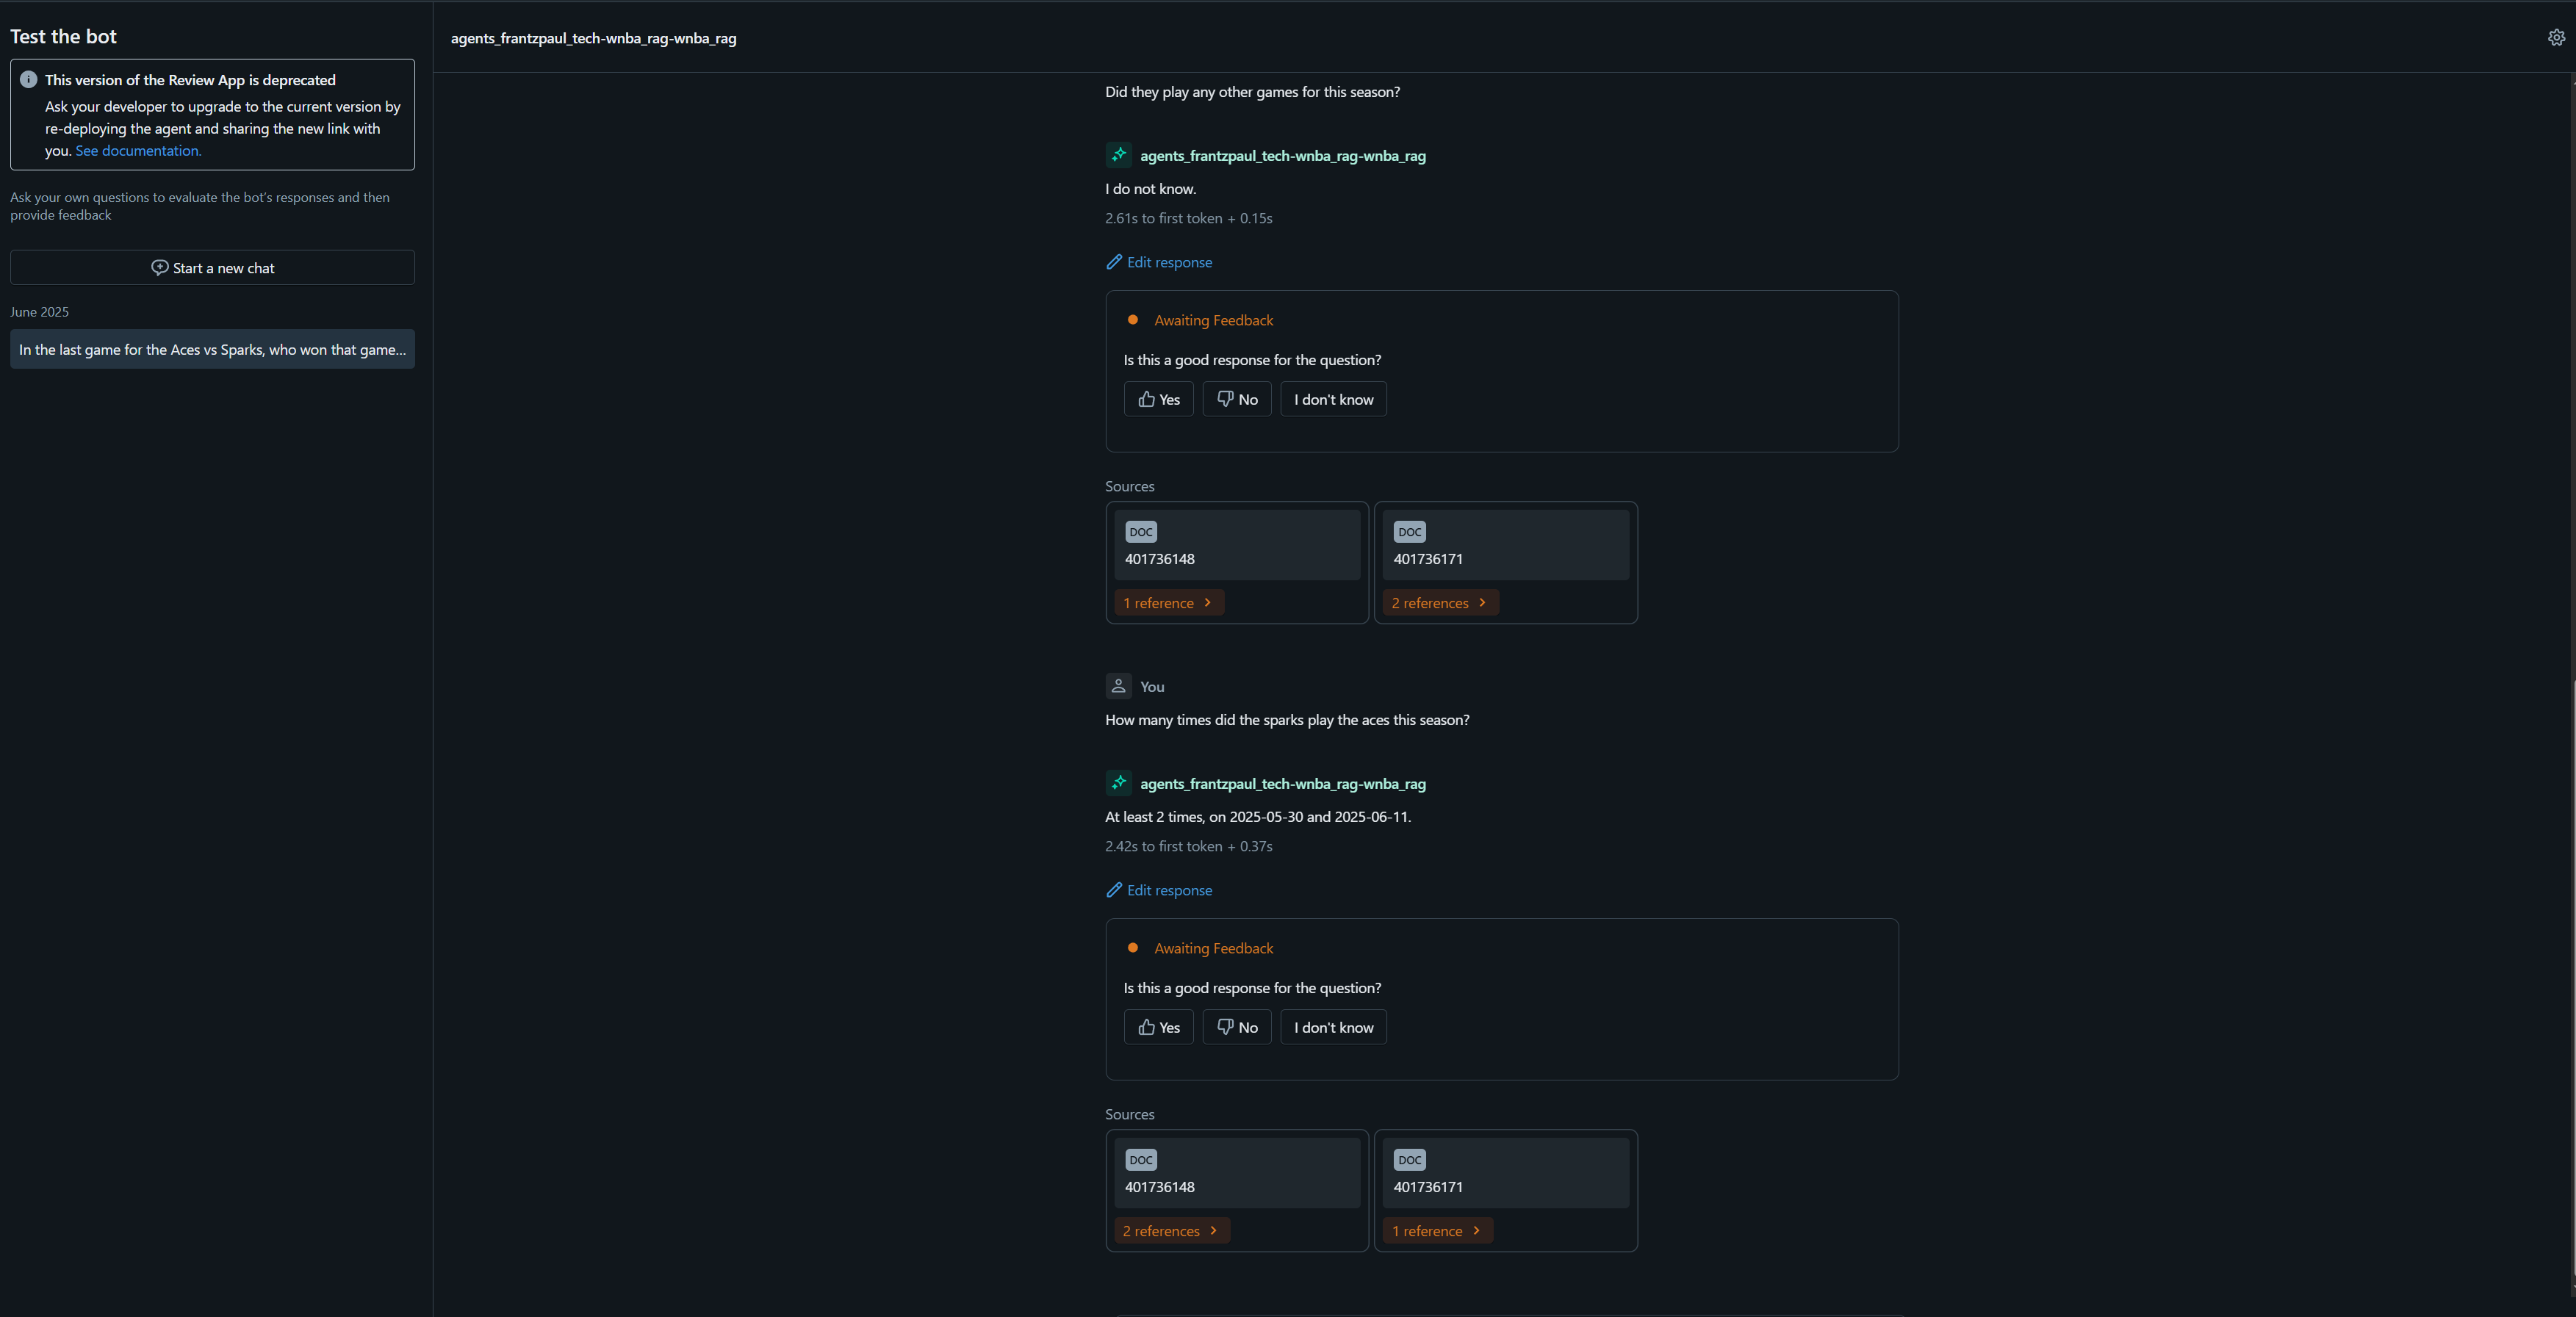 Test the bot
This version of the Review App is deprecated
Ask your developer to upgrade to the current version by
re-deploying the agent and sharing the new link with
you. See documentation.
Ask your own questions to evaluate the bot's responses and then
provide feedback
Start a new chat
June 2025
In the last game for the Aces vs Sparks, who won that game...
agents_frantzpaul_tech-wnba_rag-wnba_rag
Did they play any other games for this season?
agents_frantzpaul_tech-wnba_rag-wnba_rag
I do not know.
2.61s to first token + 0.15s
Edit response
Awaiting Feedback
Is this a good response for the question?
Yes No I don't know
Sources
DOC DOC
401736148 401736171
1 reference 2 references
You
How many times did the sparks play the aces this season?
agents_frantzpaul_tech-wnba_rag-wnba_rag
At least 2 times, on 2025-05-30 and 2025-06-11.
2.42s to first token + 0.37s
Edit response
Awaiting Feedback
Is this a good response for the question?
Yes No I don't know
Sources
DOC DOC
401736148 401736171
2 references 1 reference